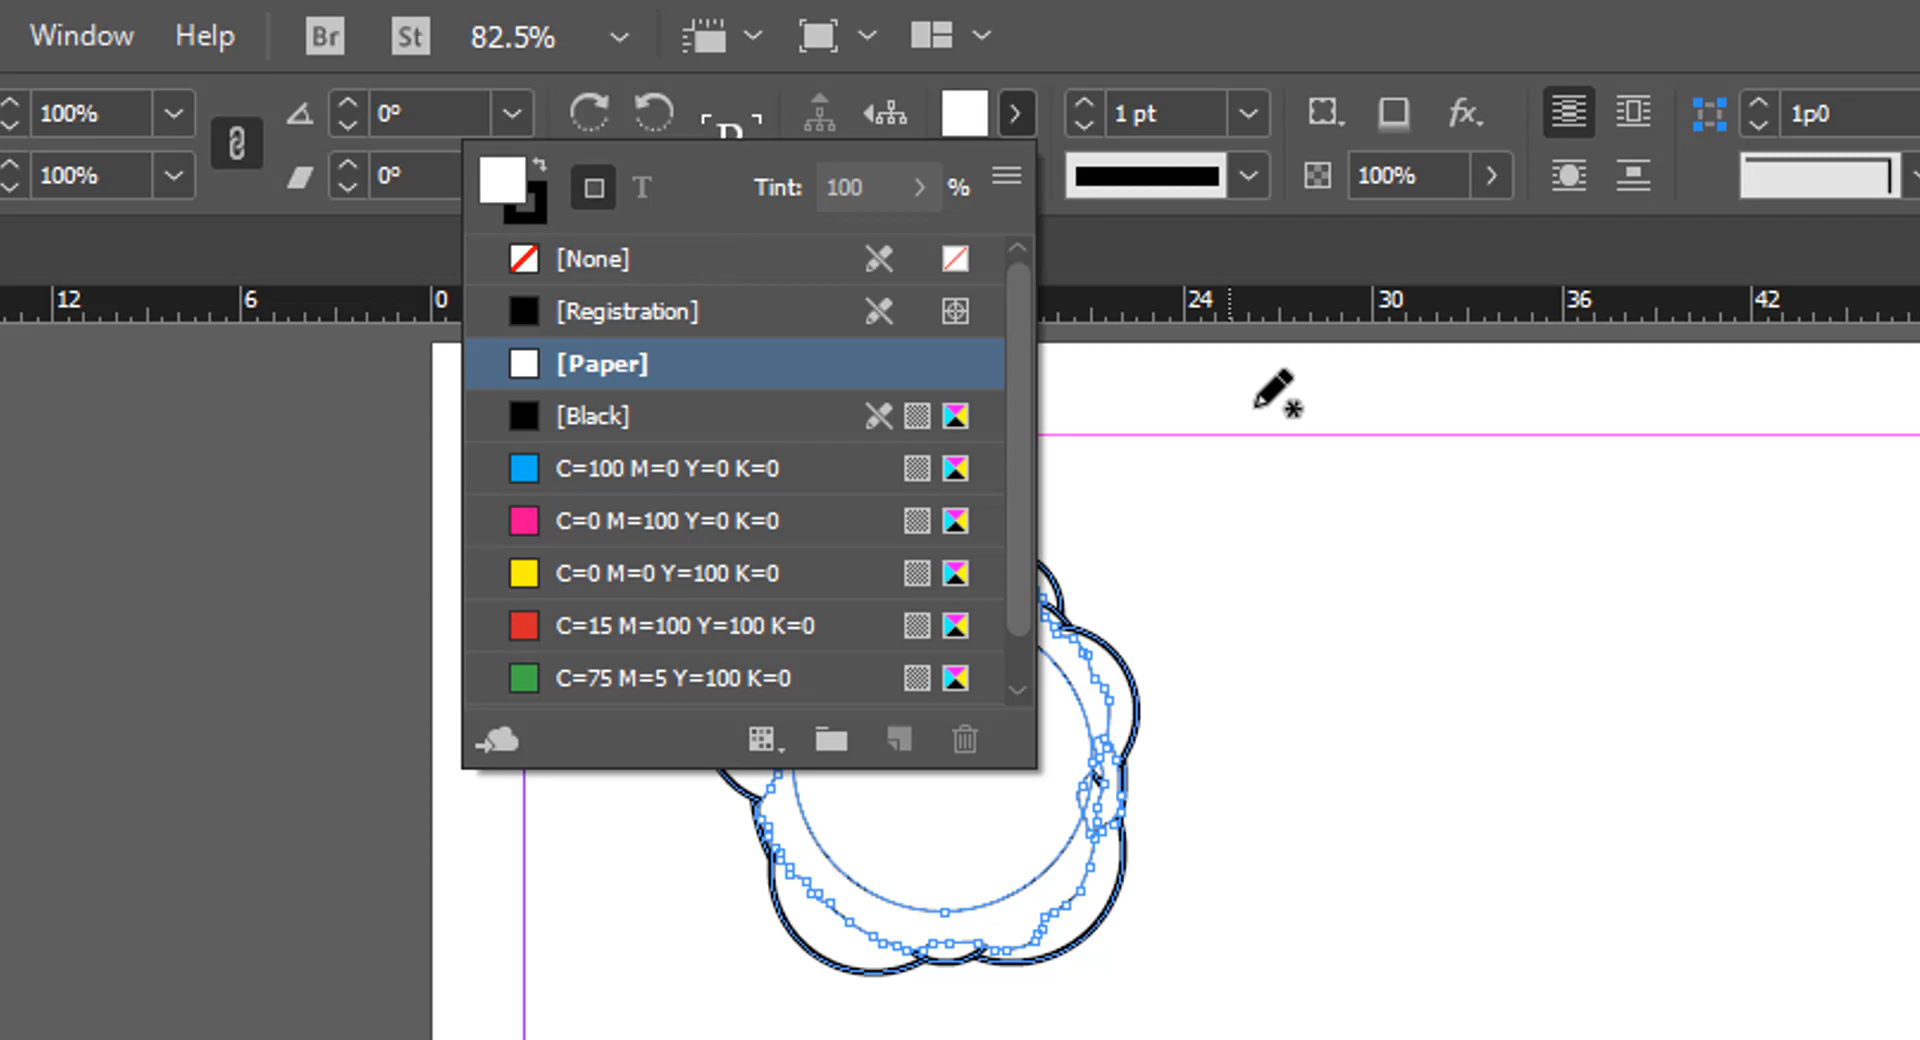 Window Help Br St 82.5%
100% 0° 1 pt fx. 1p0
100% 0° 100%
T Tint: 100 %
[None]
12 6 0 24 30 36 42
[Registration]
[Paper]
[Black]
C=100 M=0 Y=0 K=0
C=0 M=100 Y=0 K=0
C=0 M=0 Y=100 K=0
C=15 M=100 Y=100 K=0
C=75 M=5 Y=100 K=0